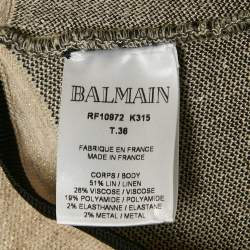 BALMAIN
RF10972 K315
T.36
FABRIQUE EN FRANCE
MADE IN FRANCE
CORPS / BODY
51% LIN / LINEN
26% VISCOSE / VISCOSE
19% POLYAMIDE / POLYAMIDE
2% ELASTHANNE / ELASTANE
2% METAL / METAL